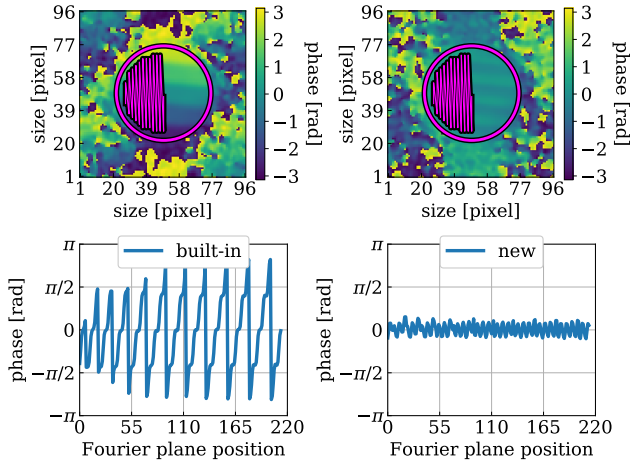 96
77
58
39
20
1
size [pixel]
1 20 39 58 77 96
size [pixel]
3
2
1
0
−1
−2
−3
phase [rad]
96
77
58
39
20
1
size [pixel]
1 20 39 58 77 96
size [pixel]
3
2
1
0
−1
−2
−3
phase [rad]
built-in
π
π/2
0
−π/2
−π
phase [rad]
0 55 110 165 220
Fourier plane position
new
π
π/2
0
−π/2
−π
phase [rad]
0 55 110 165 220
Fourier plane position